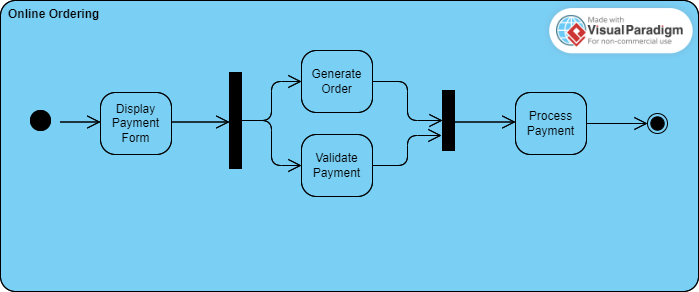 Online Ordering
Made with
Visual Paradigm
For non-commercial use
Display
Payment
Form
Generate
Order
Validate
Payment
Process
Payment